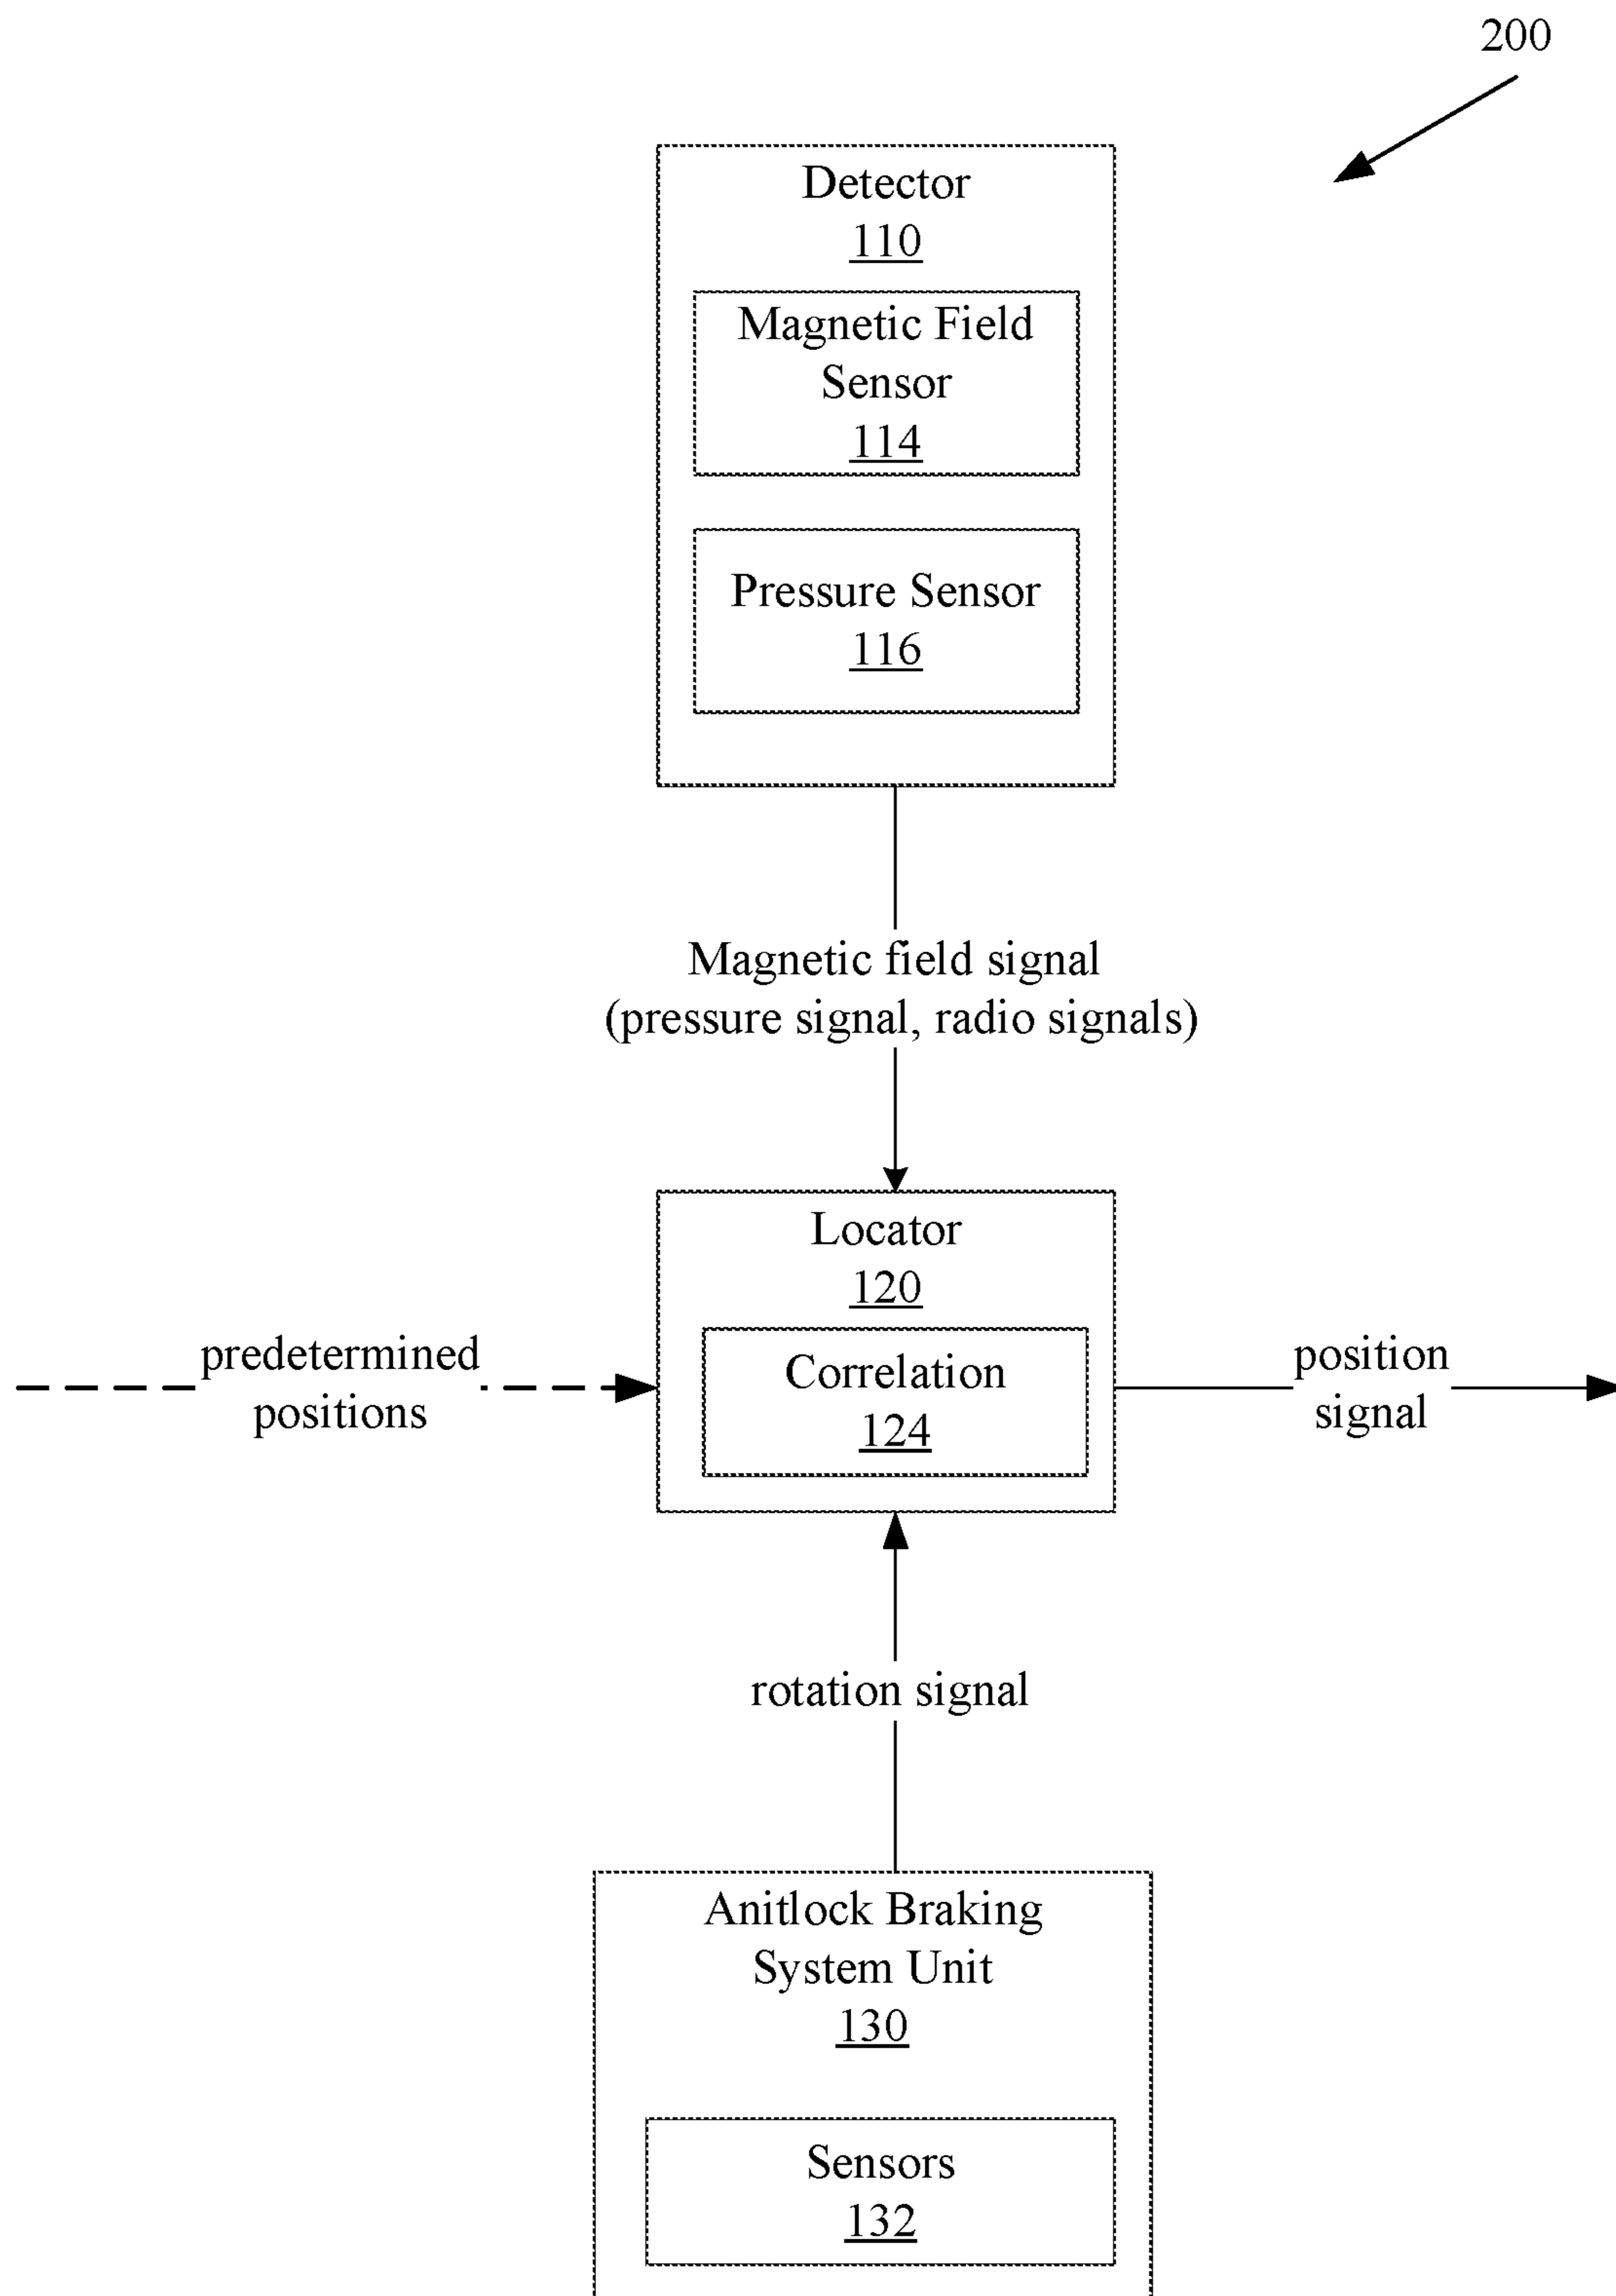 200
Detector
110
Magnetic Field
Sensor
114
Pressure Sensor
116
Magnetic field signal
(pressure signal, radio signals)
Locator
120
Correlation
124
predetermined
positions
position
signal
rotation signal
Anitlock Braking
System Unit
130
Sensors
132